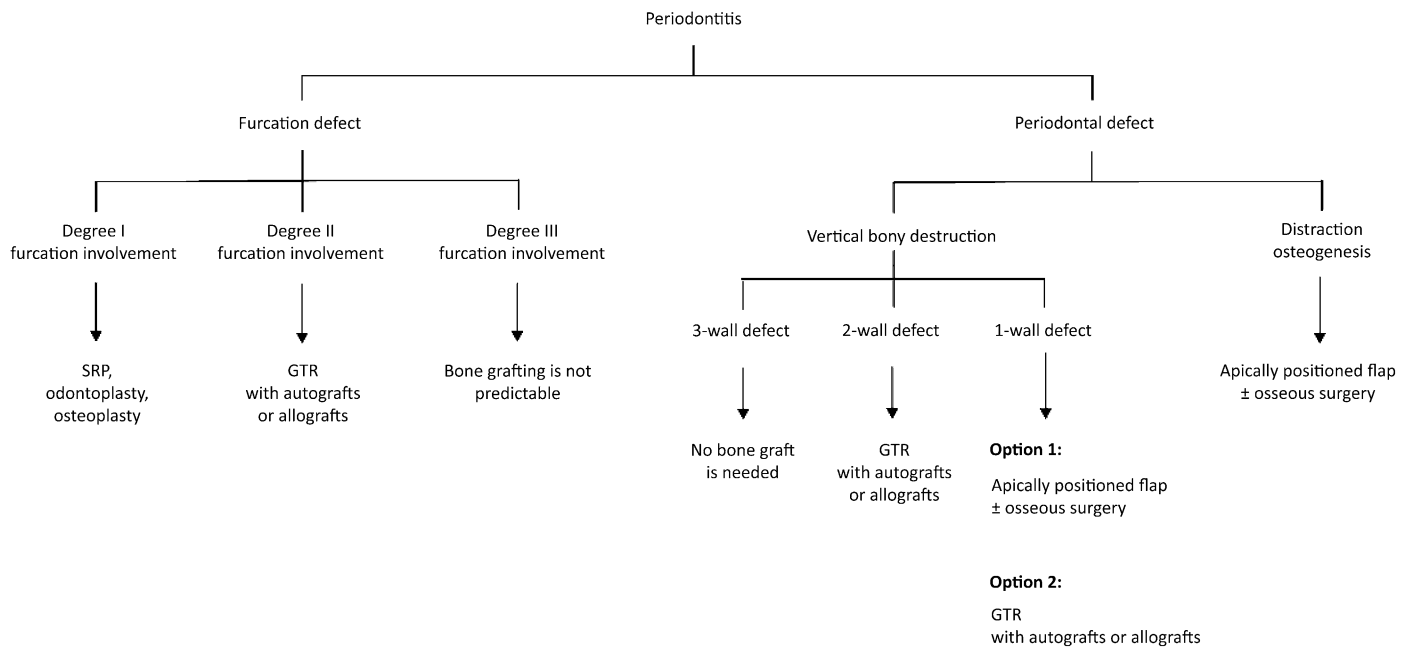 Periodontitis
Furcation defect
Periodontal defect
Degree I
furcation involvement
Degree II
furcation involvement
Degree III
furcation involvement
Vertical bony destruction
Distraction
osteogenesis
3-wall defect
2-wall defect
1-wall defect
SRP,
odontoplasty,
osteoplasty
GTR
with autografts
or allografts
Bone grafting is not
predictable
Apically positioned flap
± osseous surgery
No bone graft
is needed
GTR
with autografts
or allografts
Option 1:
Apically positioned flap
± osseous surgery
Option 2:
GTR
with autografts or allografts